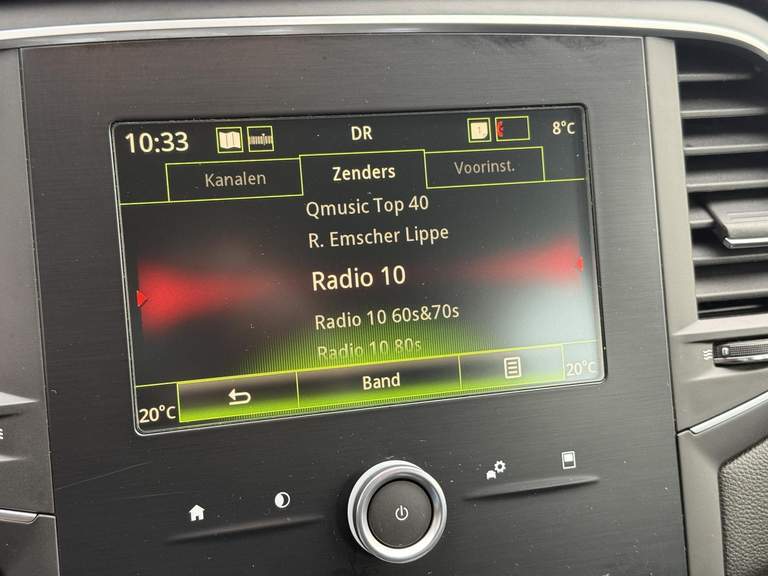 10:33 DR 8°C
Kanalen Zenders Voorinst.
Qmusic Top 40
R. Emscher Lippe
Radio 10
Radio 10 60s&70s
Radio 10 80s
20°C Band 20°C